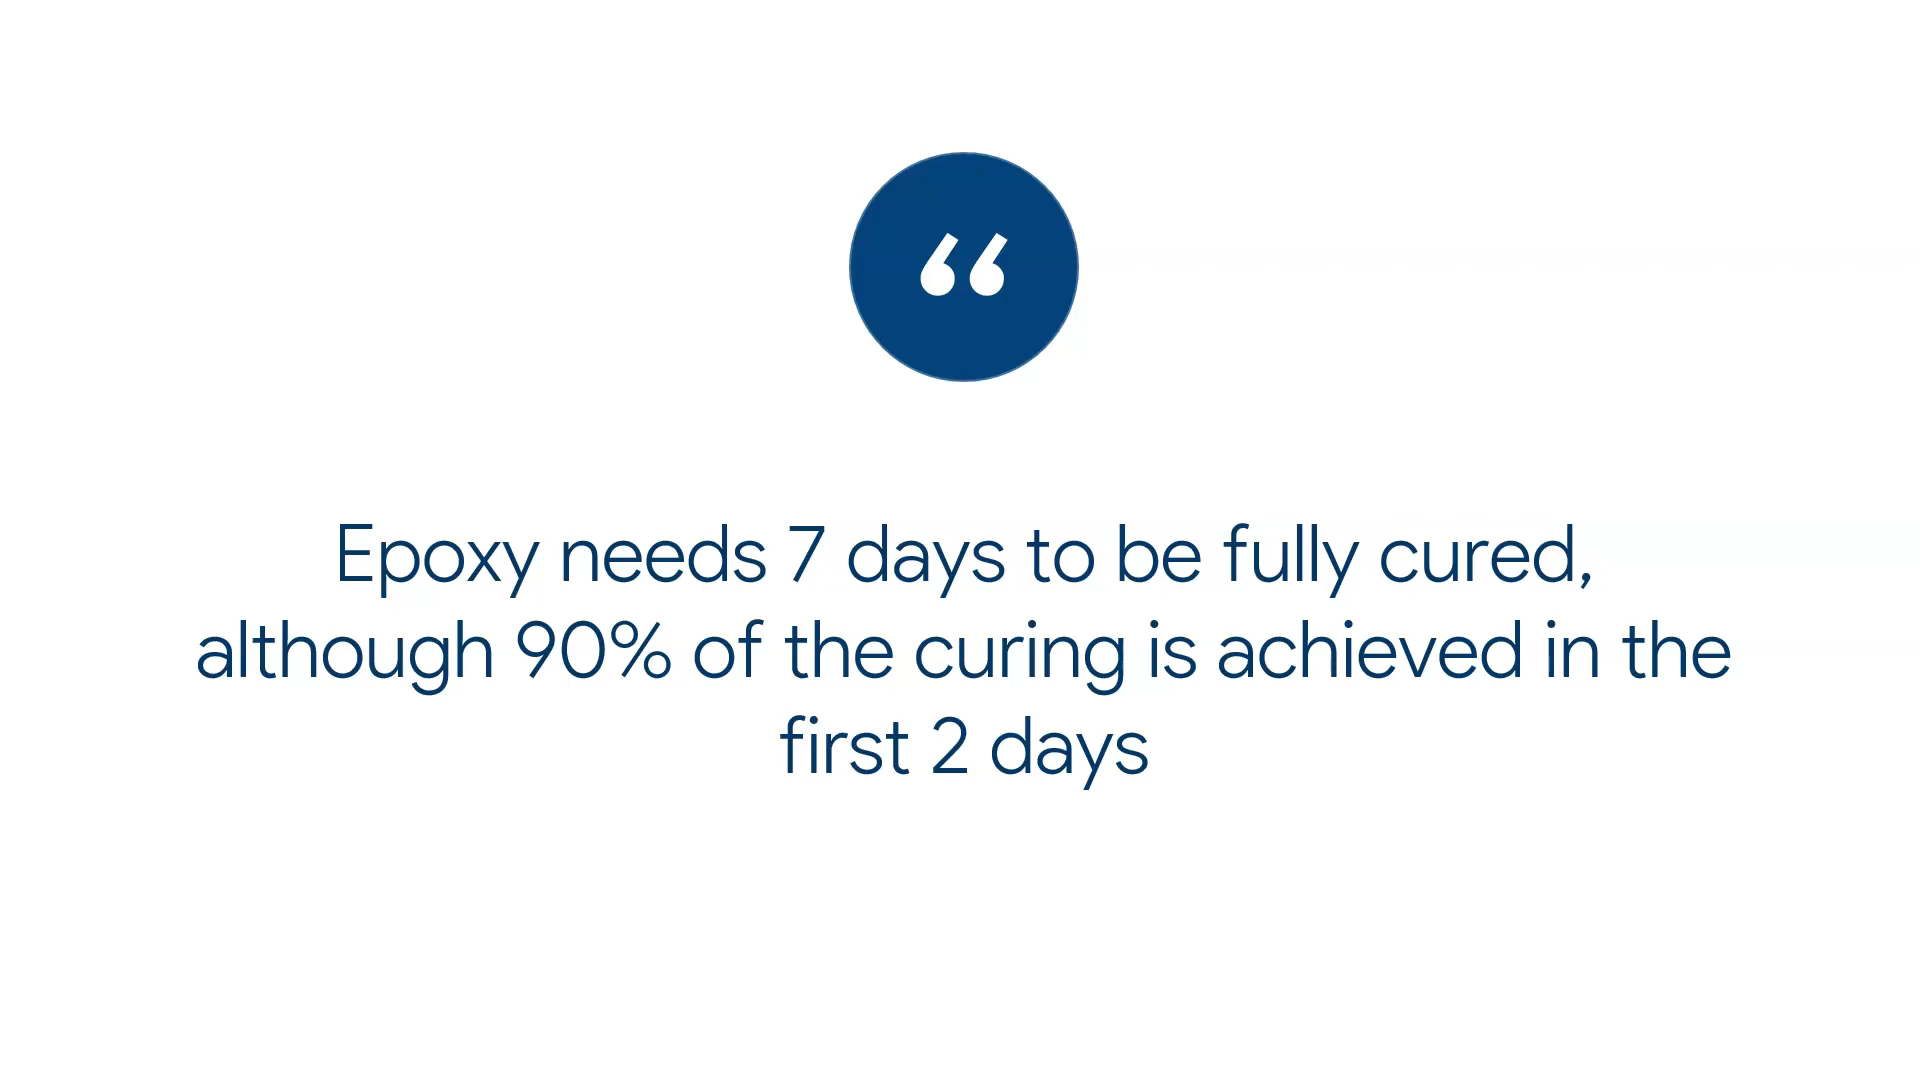 “
Epoxy needs 7 days to be fully cured,
although 90% of the curing is achieved in the
first 2 days